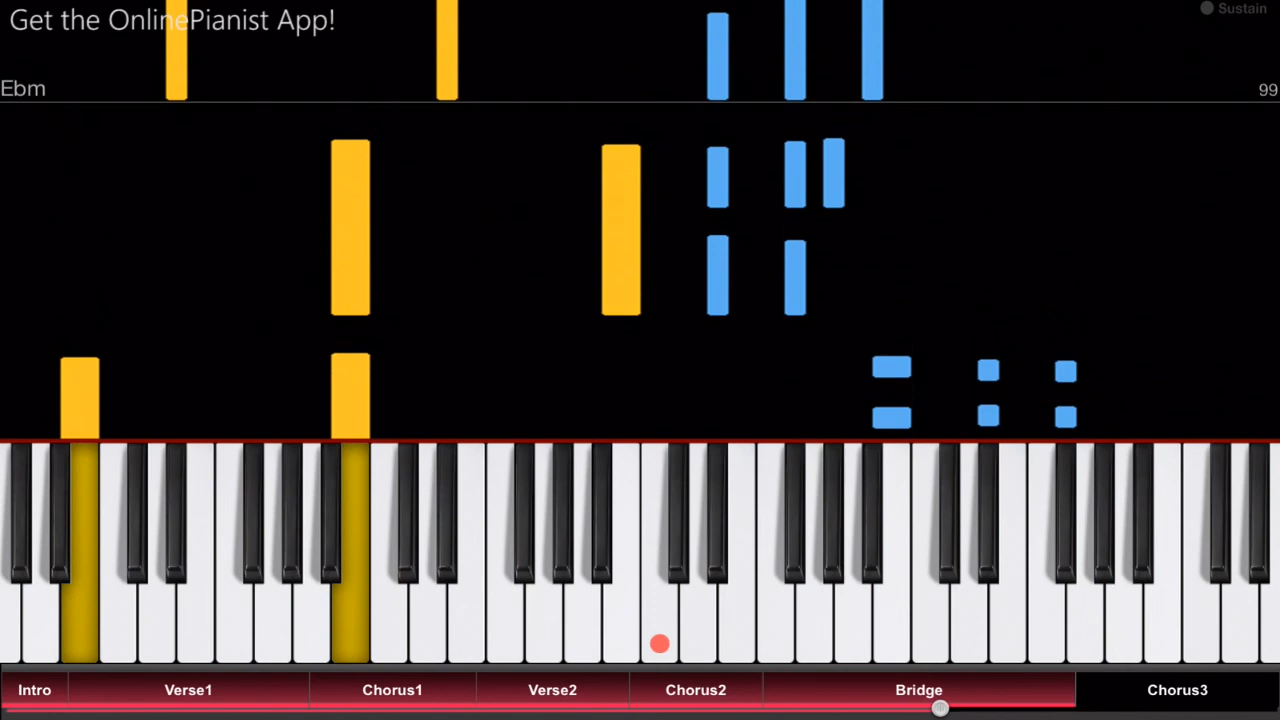 Get the OnlinePianist App!
Sustain
Ebm
99
Intro
Verse1
Chorus1
Verse2
Chorus2
Bridge
Chorus3